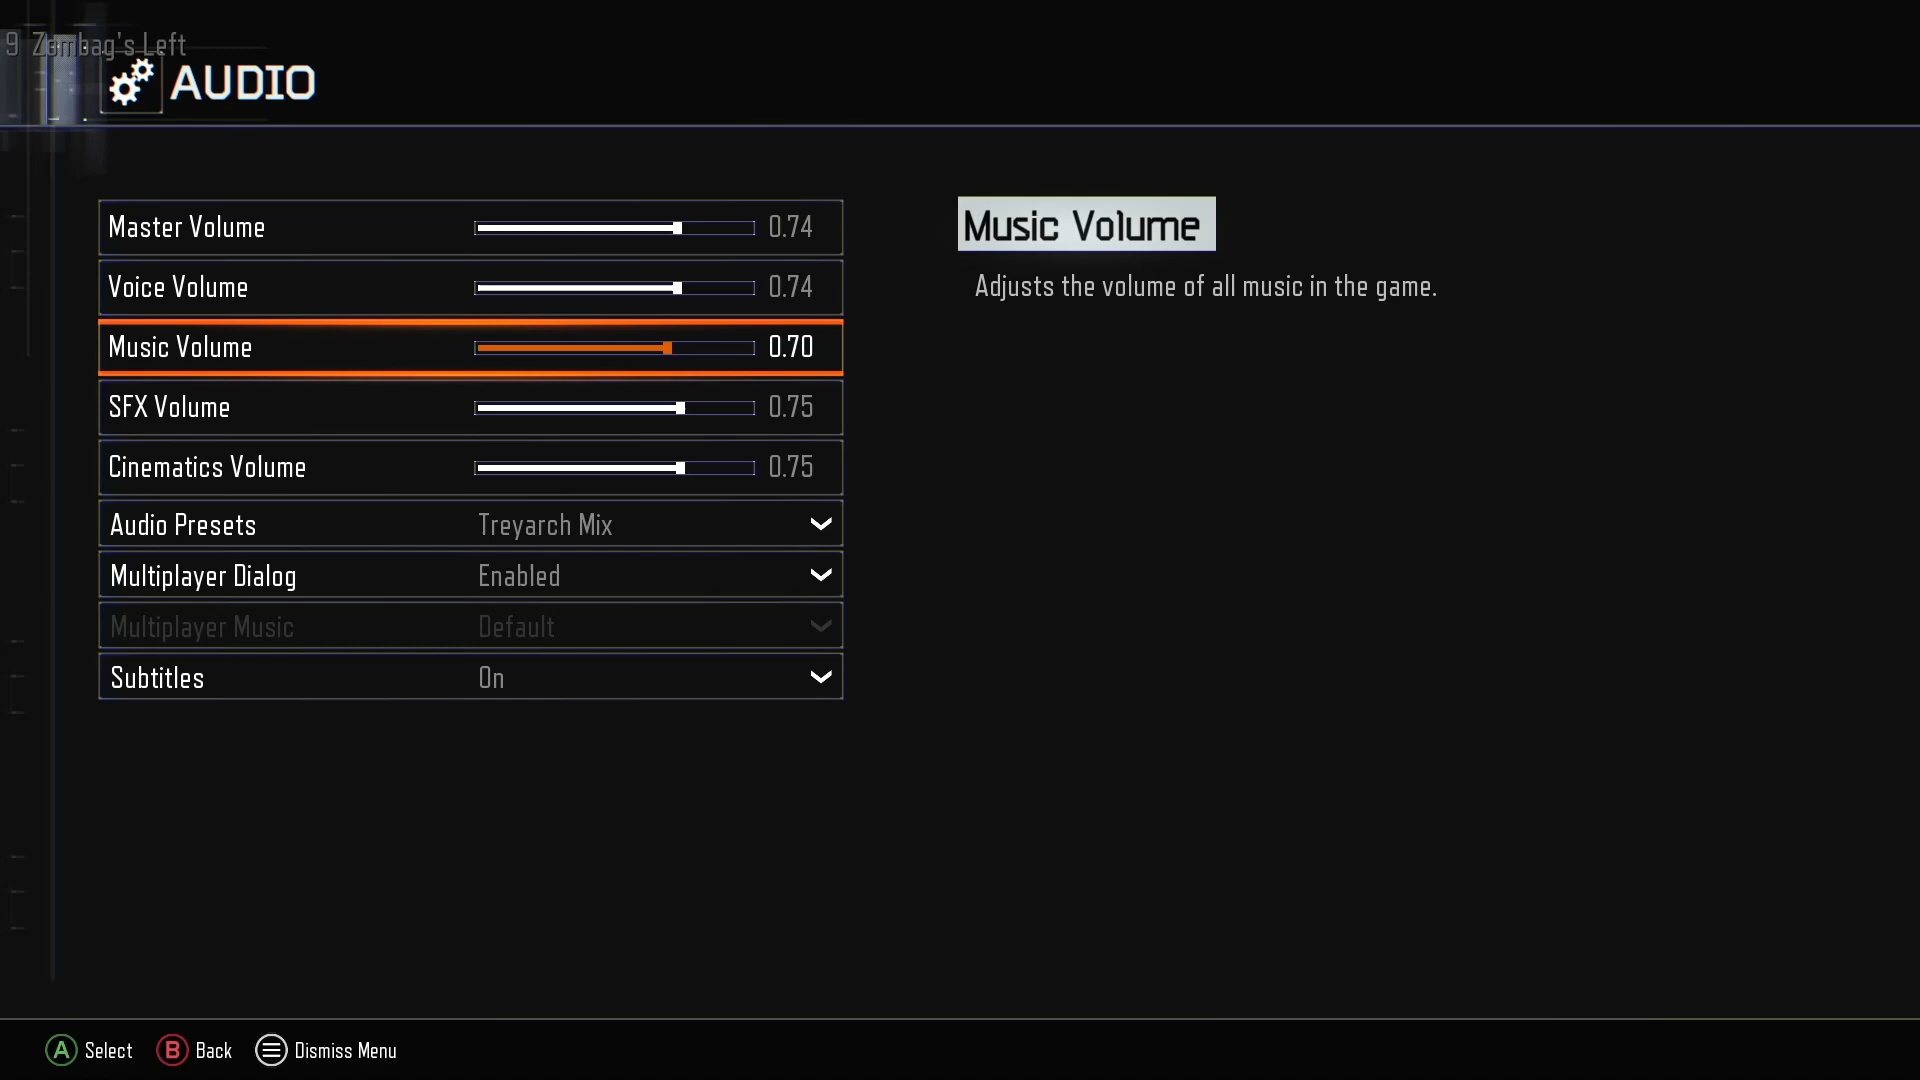 9 Zombag's Left
AUDIO
Master Volume 0.74
Voice Volume 0.74
Music Volume 0.70
SFX Volume 0.75
Cinematics Volume 0.75
Audio Presets Treyarch Mix
Multiplayer Dialog Enabled
Multiplayer Music Default
Subtitles On
Music Volume
Adjusts the volume of all music in the game.
A Select B Back Dismiss Menu